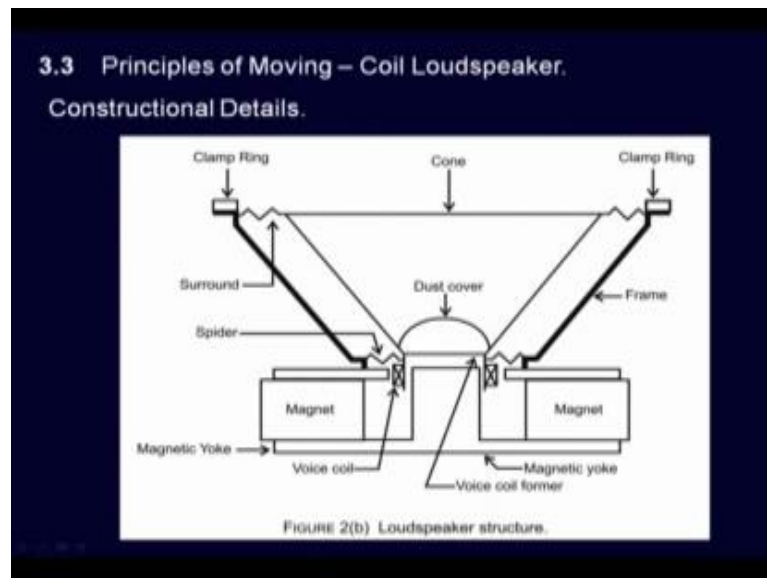 3.3 Principles of Moving – Coil Loudspeaker.
Constructional Details.
Clamp Ring
Cone
Clamp Ring
Surround
Dust cover
Frame
Spider
Magnet
Magnet
Magnetic Yoke
Voice coil
Magnetic yoke
Voice coil former
FIGURE 2(b) Loudspeaker structure.